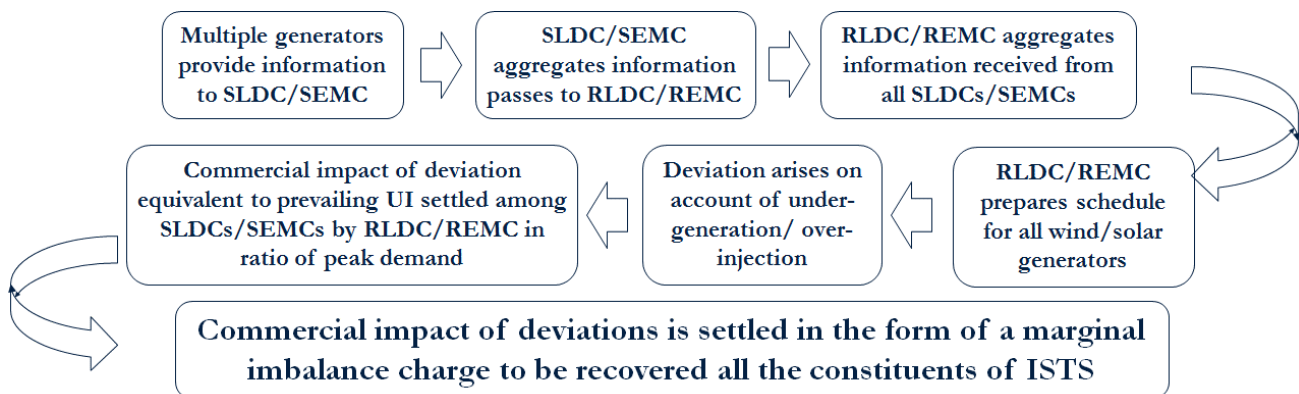 Multiple generators
provide information
to SLDC/SEMC
SLDC/SEMC
aggregates information
passes to RLDC/REMC
RLDC/REMC aggregates
information received from
all SLDCs/SEMCs
RLDC/REMC
prepares schedule
for all wind/solar
generators
Deviation arises on
account of under-
generation/ over-
injection
Commercial impact of deviation
equivalent to prevailing UI settled among
SLDCs/SEMCs by RLDC/REMC in
ratio of peak demand
Commercial impact of deviations is settled in the form of a marginal
imbalance charge to be recovered all the constituents of ISTS